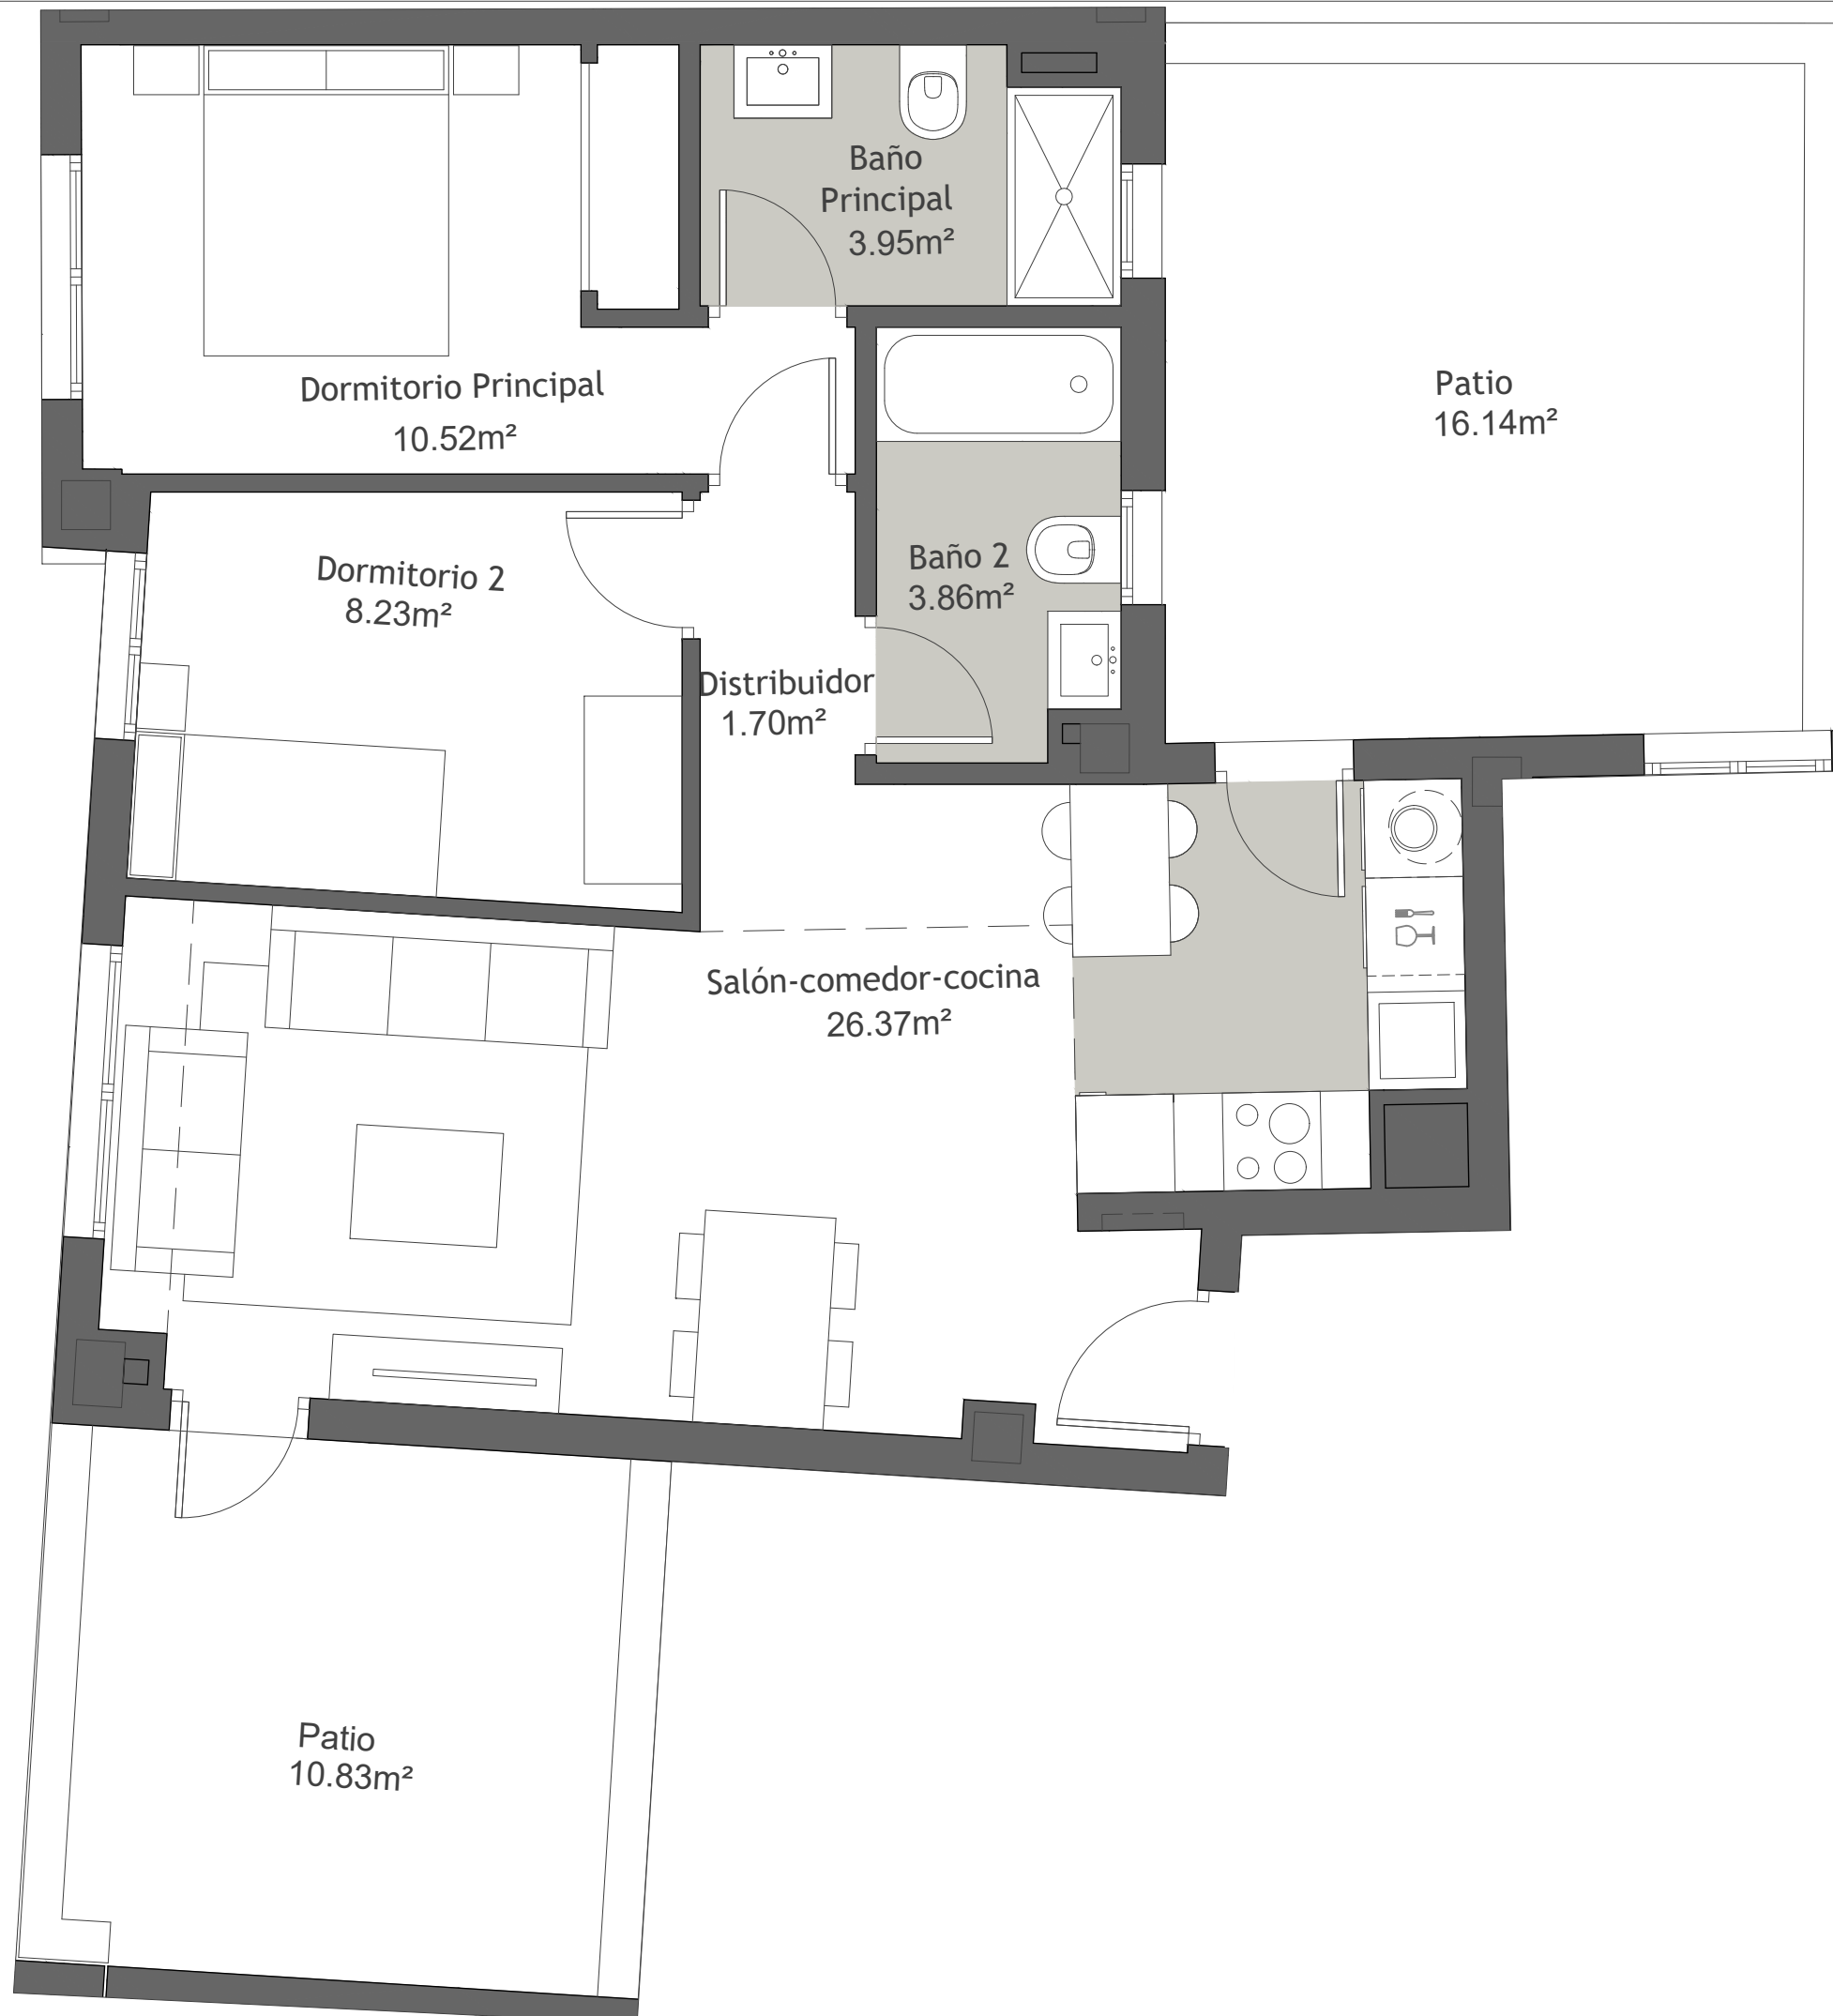 Baño
Principal
3.95m²
Dormitorio Principal
10.52m²
Patio
16.14m²
Dormitorio 2
8.23m²
Baño 2
3.86m²
Distribuidor
1.70m²
Salón-comedor-cocina
26.37m²
Patio
10.83m²